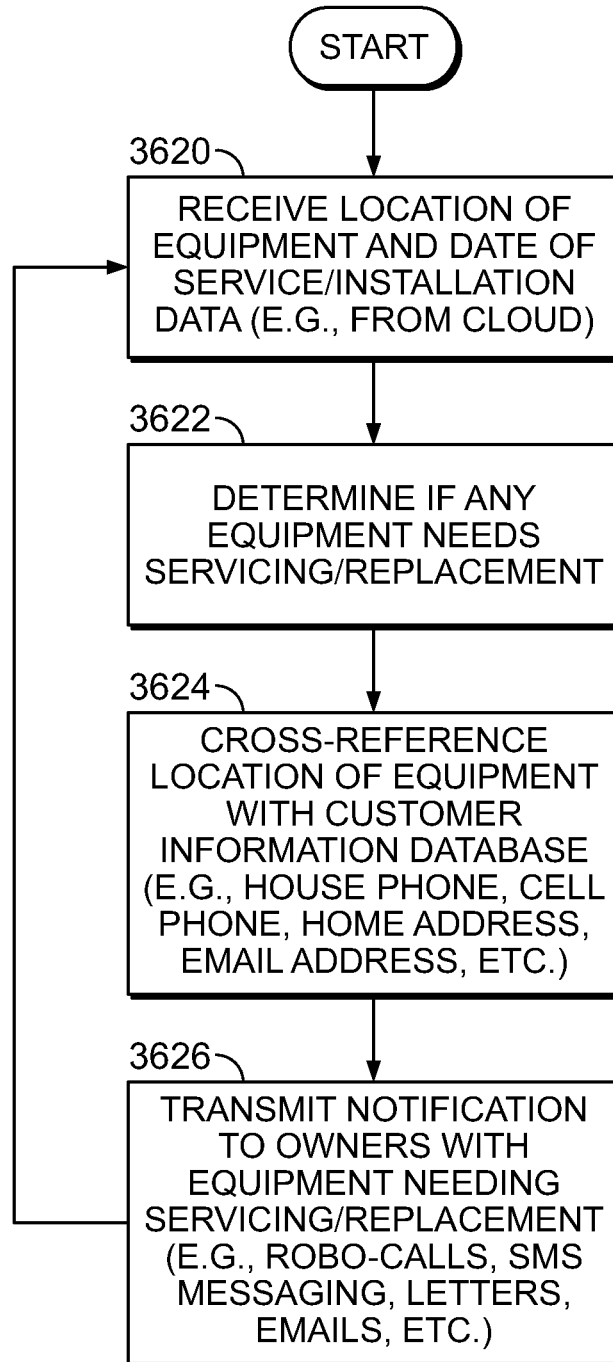 START
3620
RECEIVE LOCATION OF
EQUIPMENT AND DATE OF
SERVICE/INSTALLATION
DATA (E.G., FROM CLOUD)
3622
DETERMINE IF ANY
EQUIPMENT NEEDS
SERVICING/REPLACEMENT
3624
CROSS-REFERENCE
LOCATION OF EQUIPMENT
WITH CUSTOMER
INFORMATION DATABASE
(E.G., HOUSE PHONE, CELL
PHONE, HOME ADDRESS,
EMAIL ADDRESS, ETC.)
3626
TRANSMIT NOTIFICATION
TO OWNERS WITH
EQUIPMENT NEEDING
SERVICING/REPLACEMENT
(E.G., ROBO-CALLS, SMS
MESSAGING, LETTERS,
EMAILS, ETC.)